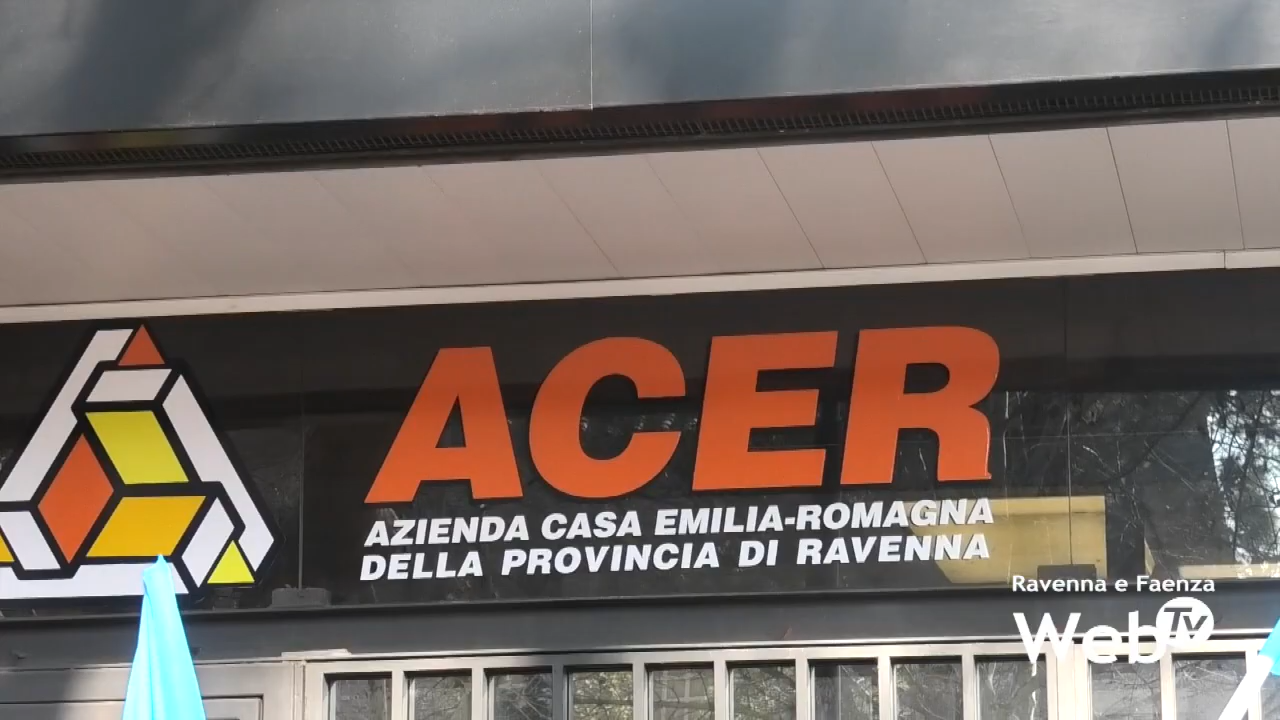 ACER
AZIENDA CASA EMILIA-ROMAGNA
DELLA PROVINCIA DI RAVENNA
Ravenna e Faenza
WebTv